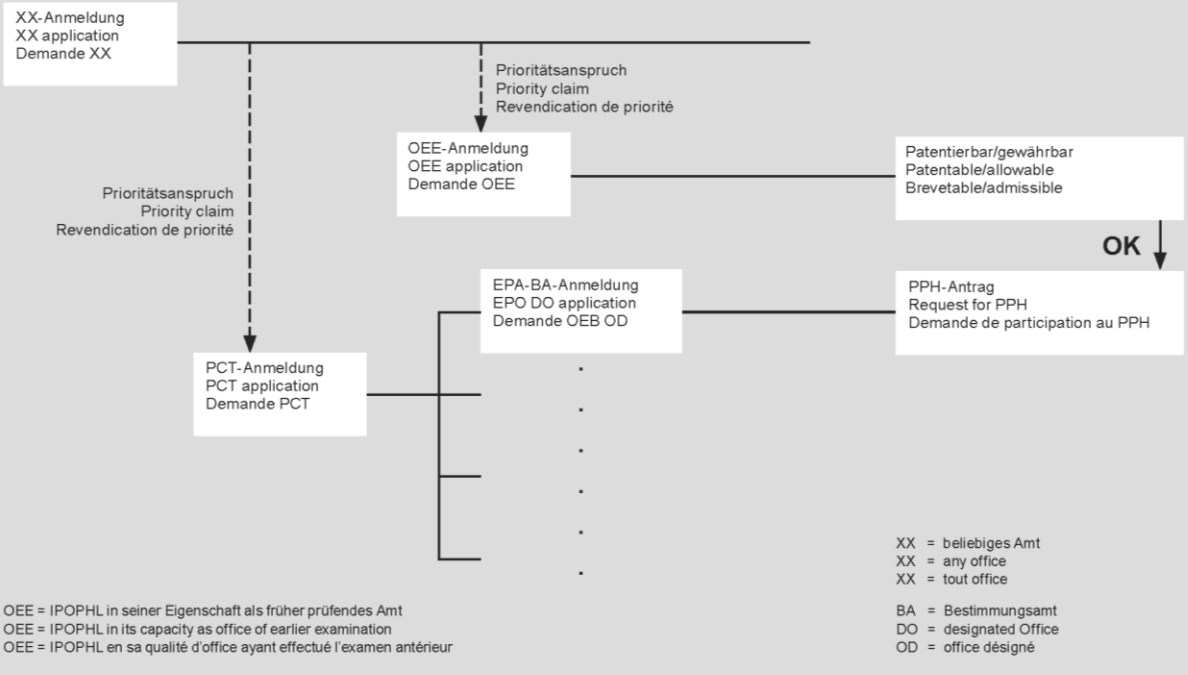 XX-Anmeldung
XX application
Demande XX
Prioritätsanspruch
Priority claim
Revendication de priorité
OEE-Anmeldung
OEE application
Demande OEE
Patentierbar/gewährbar
Patentable/allowable
Brevetable/admissible
Prioritätsanspruch
Priority claim
Revendication de priorité
OK
EPA-BA-Anmeldung
EPO DO application
Demande OEB OD
PPH-Antrag
Request for PPH
Demande de participation au PPH
PCT-Anmeldung
PCT application
Demande PCT
XX = beliebiges Amt
XX = any office
XX = tout office
OEE = IPOPHL in seiner Eigenschaft als früher prüfendes Amt
OEE = IPOPHL in its capacity as office of earlier examination
OEE = IPOPHL en sa qualité d'office ayant effectué l'examen antérieur
BA = Bestimmungsamt
DO = designated Office
OD = office désigné